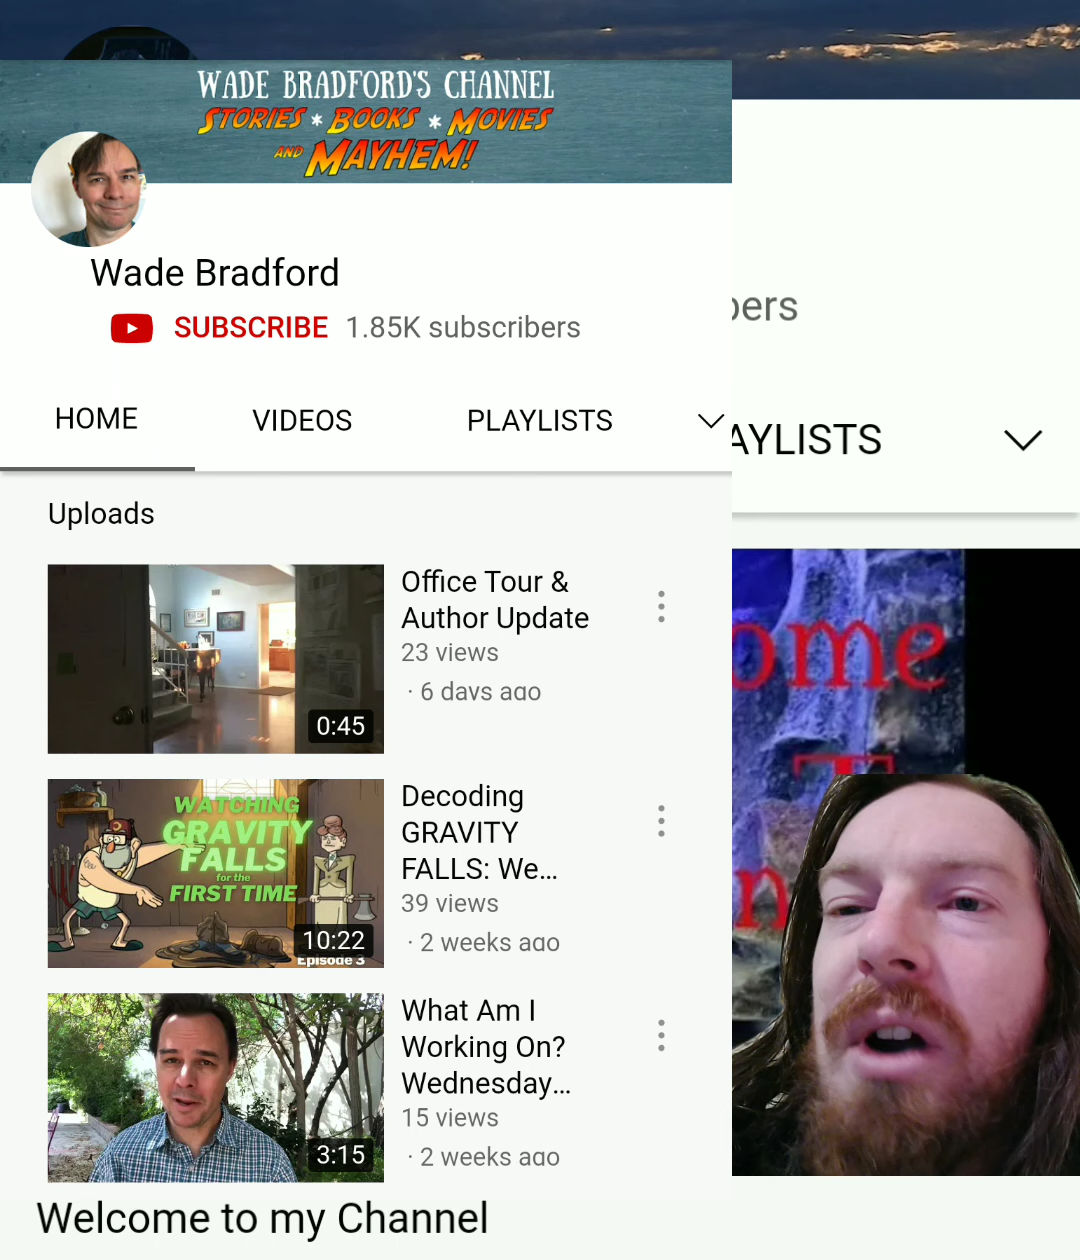 WADE BRADFORD'S CHANNEL
STORIES * BOOKS * MOVIES
AND MAYHEM!
Wade Bradford
SUBSCRIBE 1.85K subscribers
bers
HOME VIDEOS PLAYLISTS
AYLISTS
Uploads
Office Tour &
Author Update
23 views
· 6 days ago
0:45
WATCHING
GRAVITY
FALLS
for the
FIRST TIME
10:22
Episode 3
Decoding
GRAVITY
FALLS: We...
39 views
· 2 weeks ago
What Am I
Working On?
Wednesday...
15 views
· 2 weeks ago
3:15
ome
T
n
Welcome to my Channel